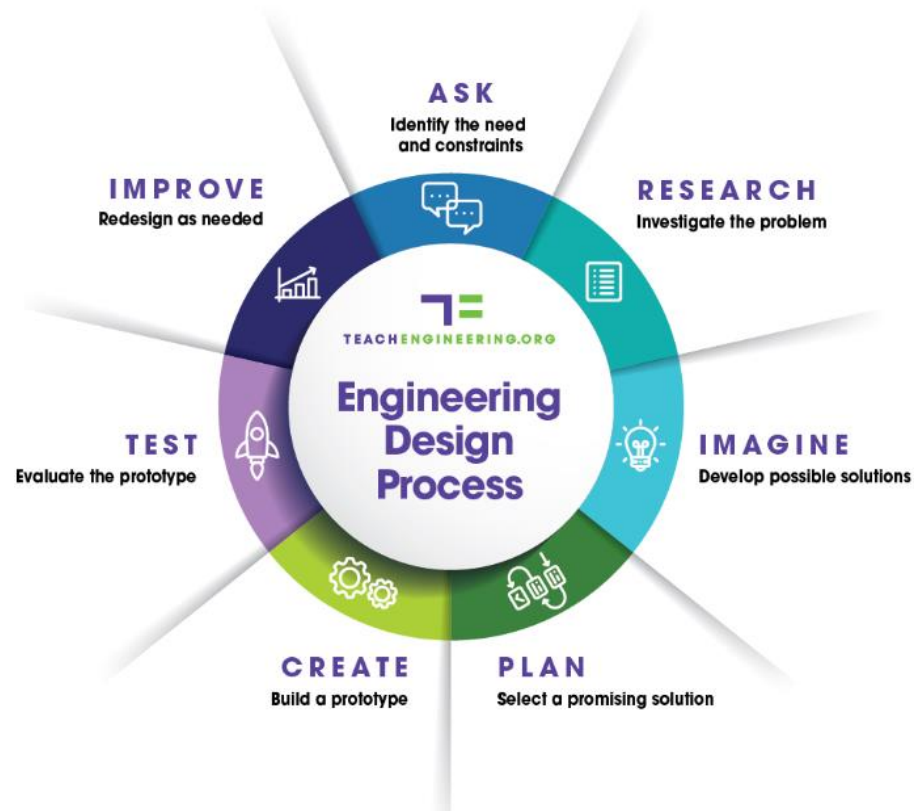 ASK
Identify the need
and constraints
RESEARCH
Investigate the problem
IMAGINE
Develop possible solutions
PLAN
Select a promising solution
CREATE
Build a prototype
TEST
Evaluate the prototype
IMPROVE
Redesign as needed
TEACHENGINEERING.ORG
Engineering
Design
Process